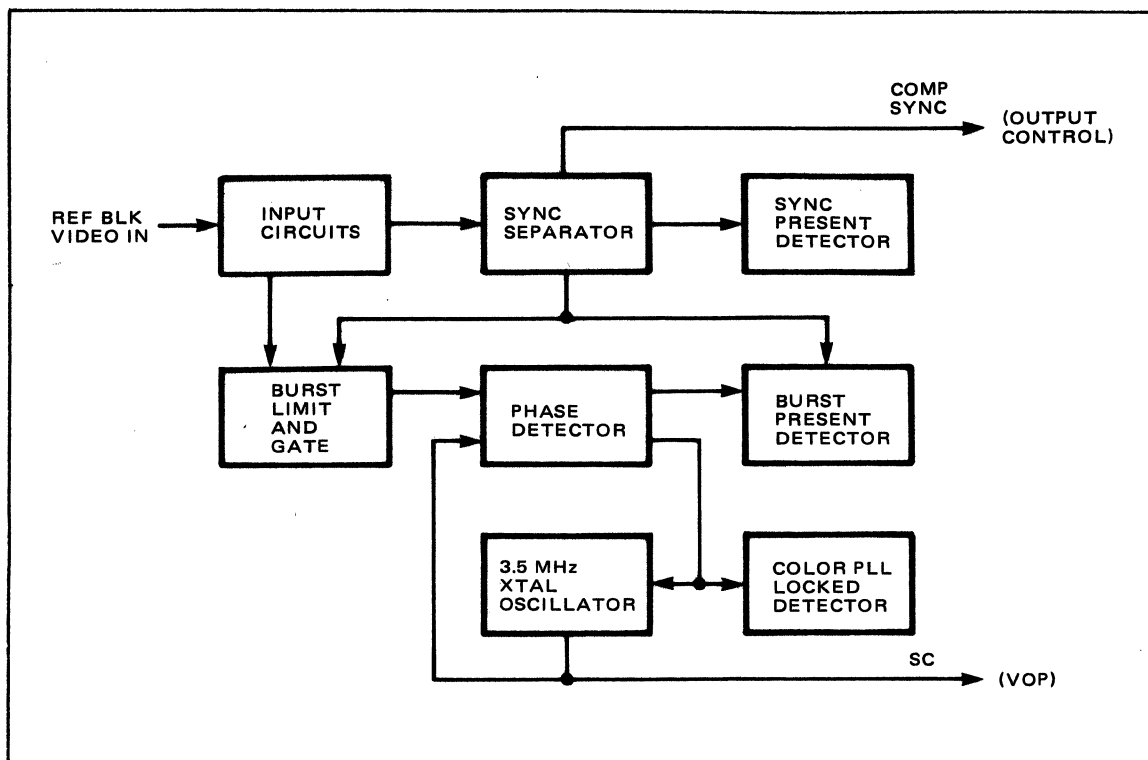 COMP
SYNC
(OUTPUT
CONTROL)
REF BLK
VIDEO IN
INPUT
CIRCUITS
SYNC
SEPARATOR
SYNC
PRESENT
DETECTOR
BURST
LIMIT
AND
GATE
PHASE
DETECTOR
BURST
PRESENT
DETECTOR
3.5 MHz
XTAL
OSCILLATOR
COLOR PLL
LOCKED
DETECTOR
SC
(VOP)